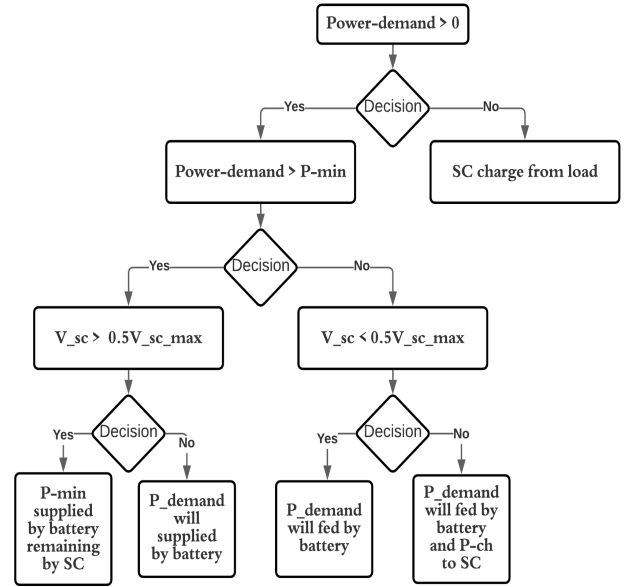 Power-demand > 0
Decision
Yes
No
Power-demand > P-min
SC charge from load
Decision
Yes
No
V_sc > 0.5V_sc_max
V_sc < 0.5V_sc_max
Decision
Yes
No
Decision
Yes
No
P-min
supplied
by battery
remaining
by SC
P_demand
will
supplied
by battery
P_demand
will fed by
battery
P_demand
will fed by
battery
and P-ch
to SC